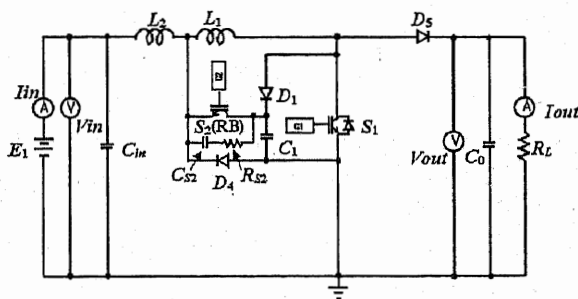 L2
L1
D5
Iin
A
V
Vin
E1
Cin
D1
S2(RB)
G1
S1
C1
CS2
RS2
D4
V
Vout
C0
A
Iout
RL